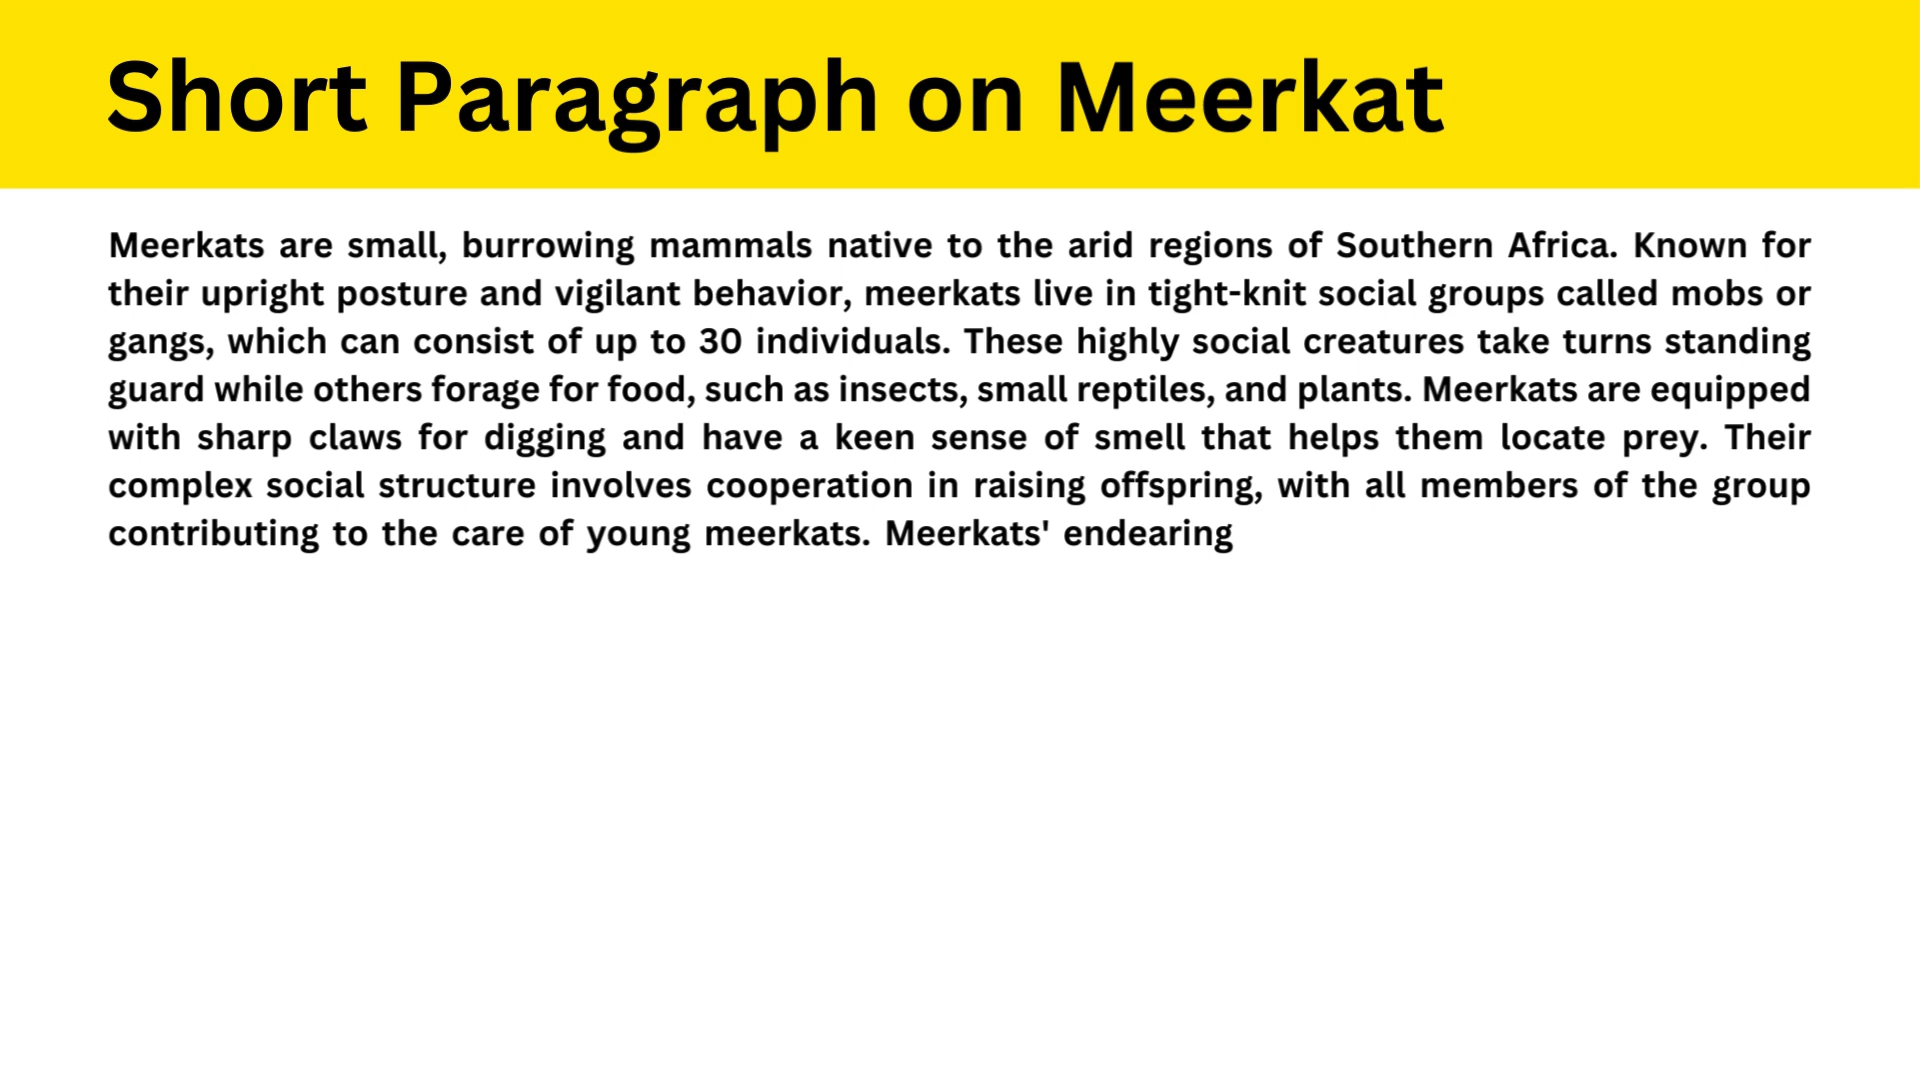 Short Paragraph on Meerkat
Meerkats are small, burrowing mammals native to the arid regions of Southern Africa. Known for
their upright posture and vigilant behavior, meerkats live in tight-knit social groups called mobs or
gangs, which can consist of up to 30 individuals. These highly social creatures take turns standing
guard while others forage for food, such as insects, small reptiles, and plants. Meerkats are equipped
with sharp claws for digging and have a keen sense of smell that helps them locate prey. Their
complex social structure involves cooperation in raising offspring, with all members of the group
contributing to the care of young meerkats. Meerkats' endearing